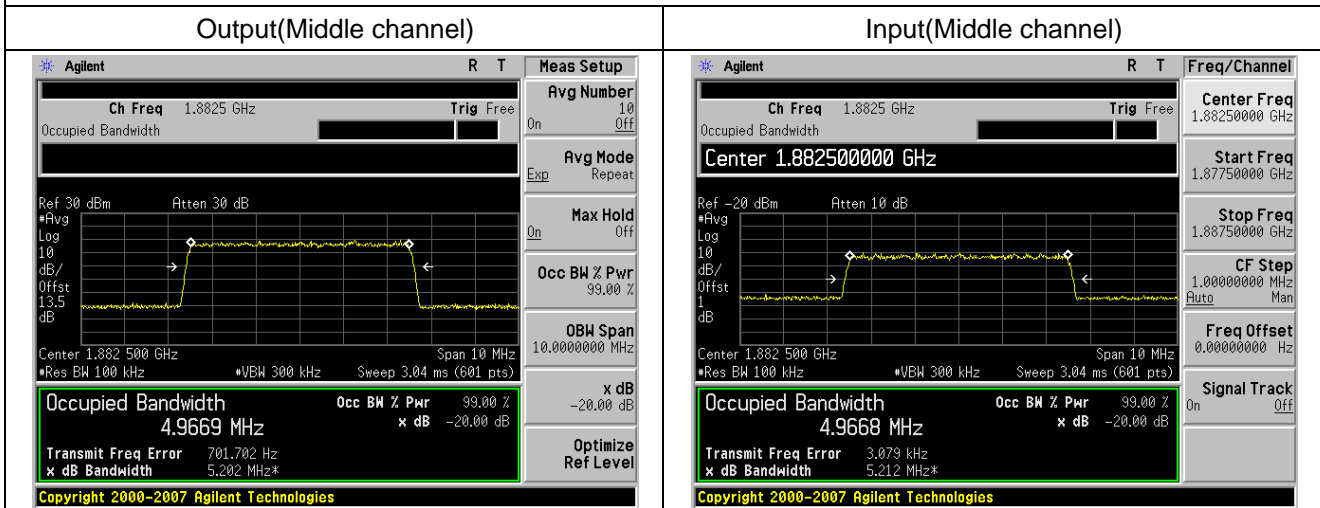 Output(Middle channel)
Agilent R T
Ch Freq 1.8825 GHz Trig Free
Occupied Bandwidth
Ref 30 dBm Atten 30 dB
#Avg
Log
10
dB/
Offst
13.5
dB
Center 1.882 500 GHz Span 10 MHz
#Res BW 100 kHz #VBW 300 kHz Sweep 3.04 ms (601 pts)
Occupied Bandwidth Occ BW % Pwr 99.00 %
4.9669 MHz x dB -20.00 dB
Transmit Freq Error 701.702 Hz
x dB Bandwidth 5.202 MHz*
Copyright 2000-2007 Agilent Technologies
Meas Setup
Avg Number
10
On Off
Avg Mode
Exp Repeat
Max Hold
On Off
Occ BW % Pwr
99.00 %
OBW Span
10.0000000 MHz
x dB
-20.00 dB
Optimize
Ref Level
Input(Middle channel)
Agilent R T
Ch Freq 1.8825 GHz Trig Free
Occupied Bandwidth
Center 1.882500000 GHz
Ref -20 dBm Atten 10 dB
#Avg
Log
10
dB/
Offst
1
dB
Center 1.882 500 GHz Span 10 MHz
#Res BW 100 kHz #VBW 300 kHz Sweep 3.04 ms (601 pts)
Occupied Bandwidth Occ BW % Pwr 99.00 %
4.9668 MHz x dB -20.00 dB
Transmit Freq Error 3.079 kHz
x dB Bandwidth 5.212 MHz*
Copyright 2000-2007 Agilent Technologies
Freq/Channel
Center Freq
1.88250000 GHz
Start Freq
1.87750000 GHz
Stop Freq
1.88750000 GHz
CF Step
1.00000000 MHz
Auto Man
Freq Offset
0.00000000 Hz
Signal Track
On Off